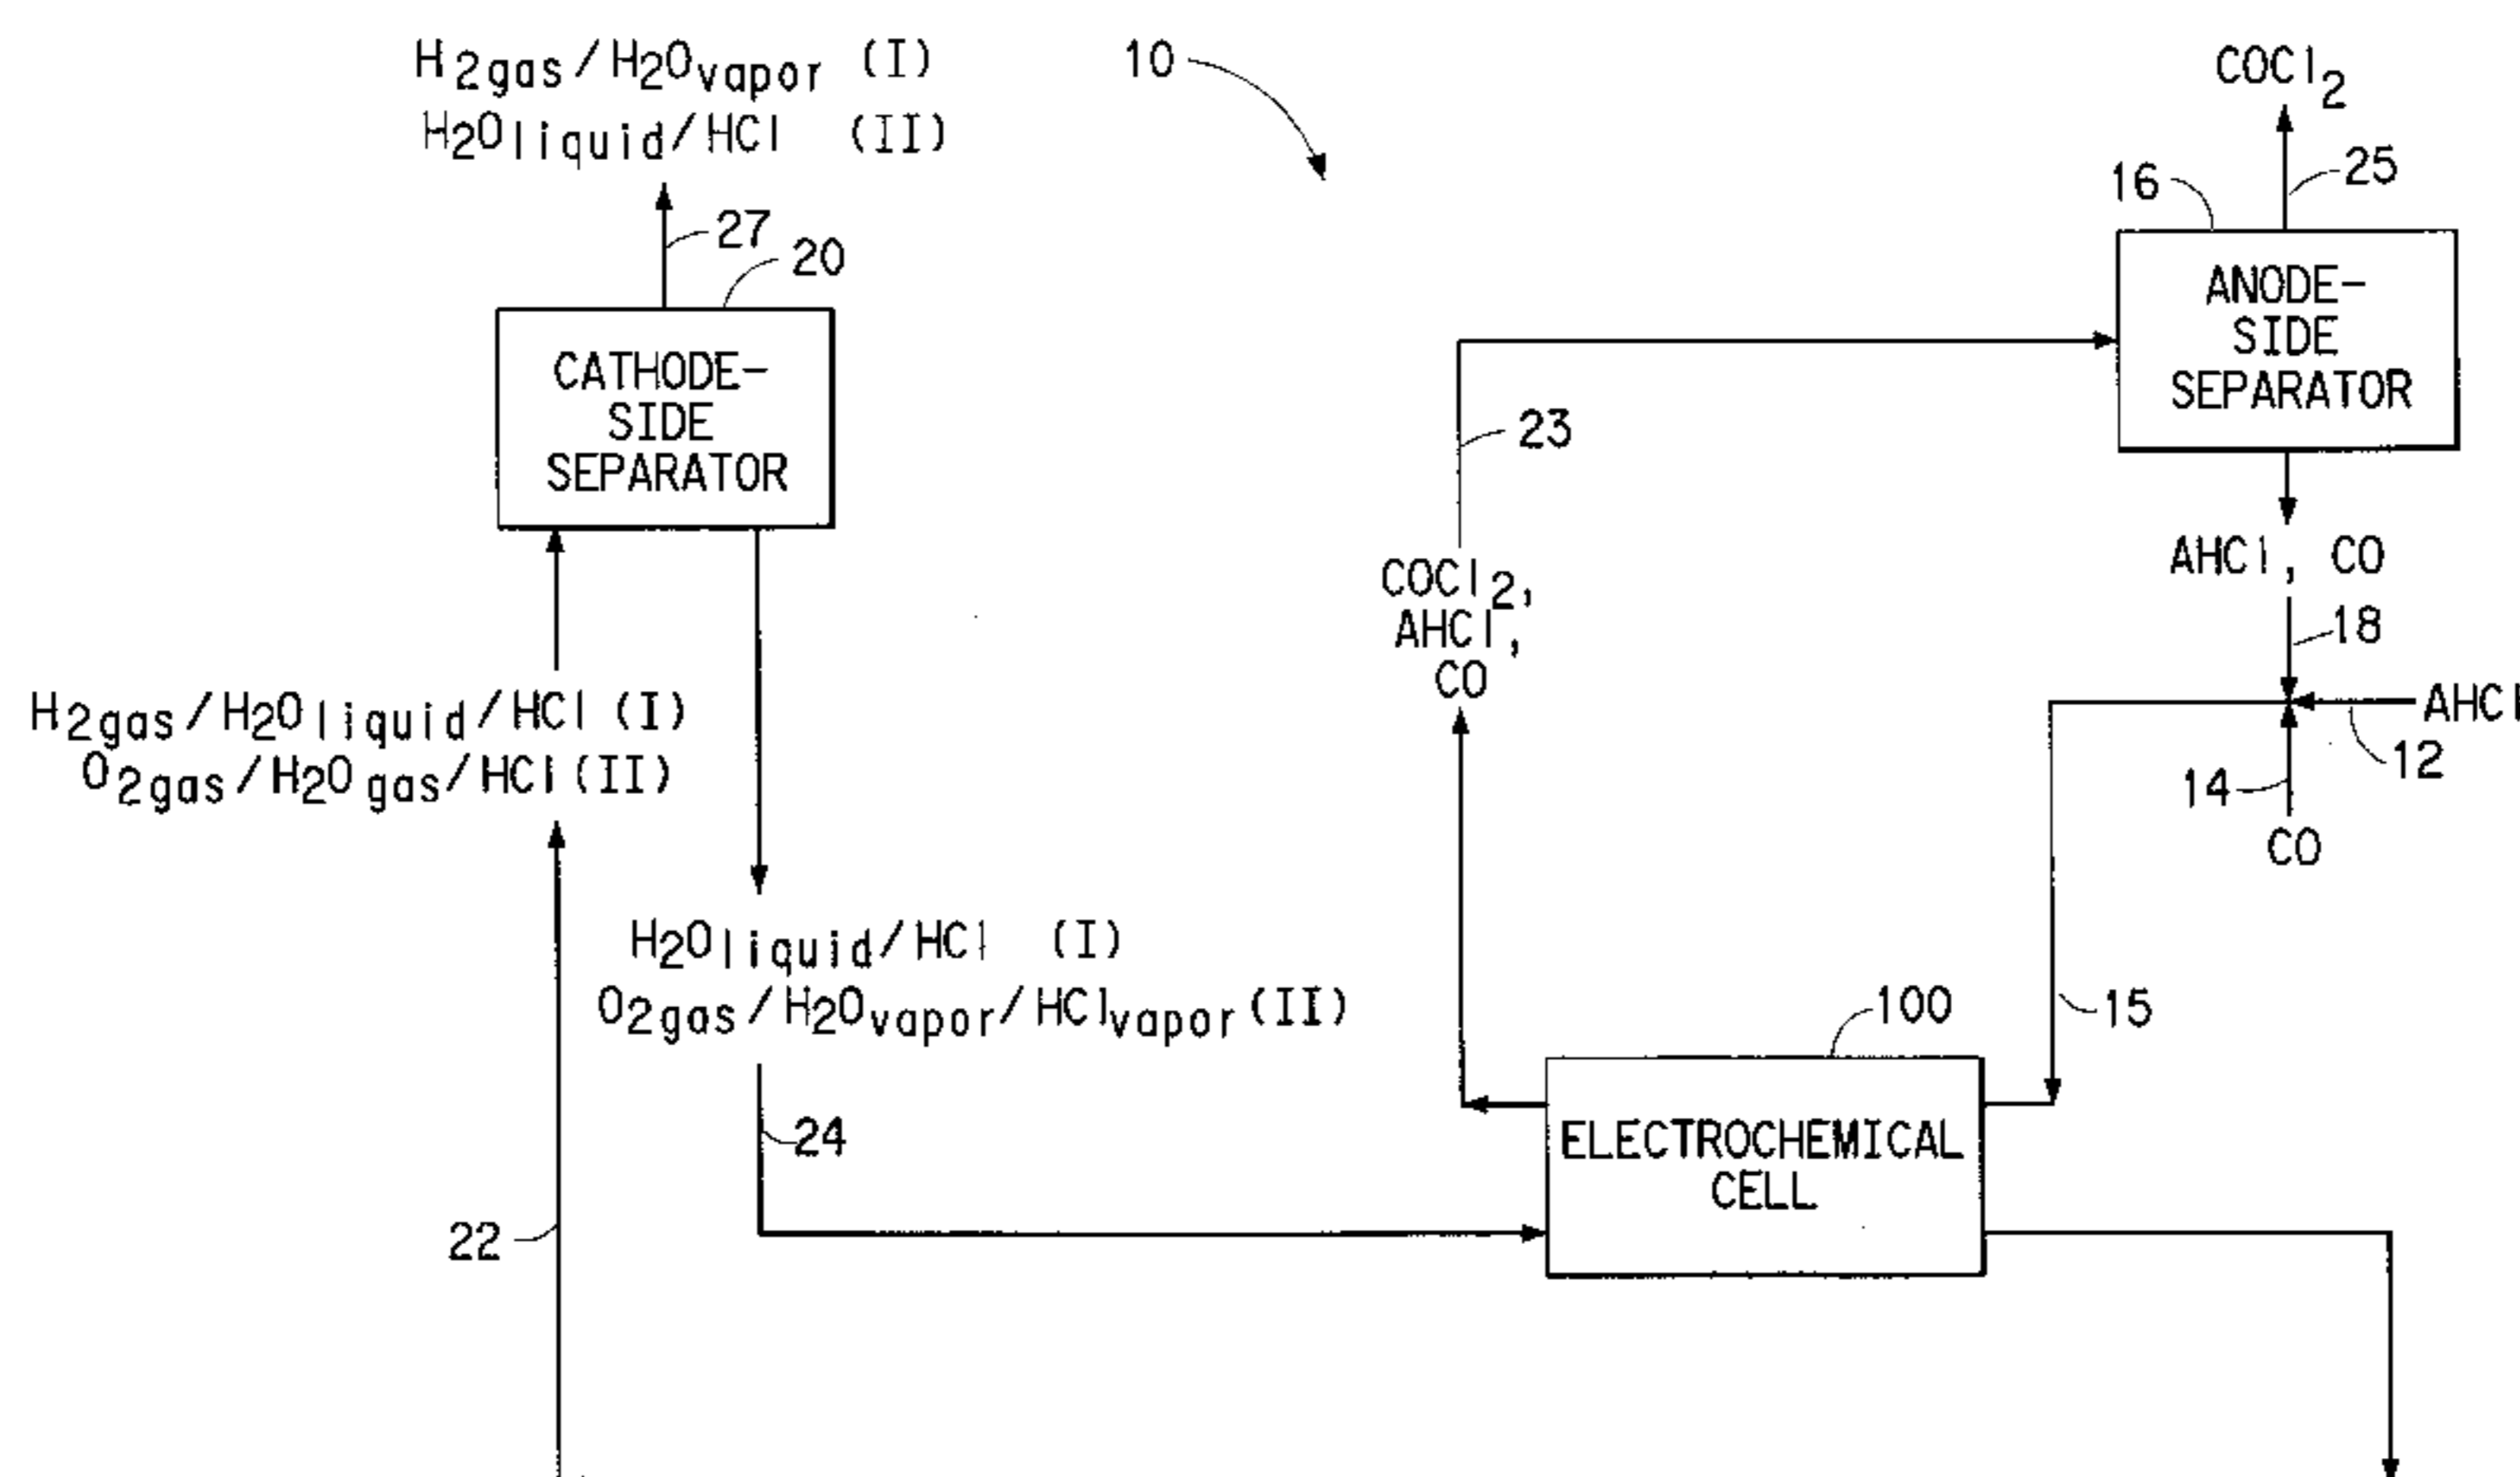 H2gas/H2Ovapor (I)
H2Oliquid/HCl (II)
10
COCl2
27
20
16
25
CATHODE-
SIDE
SEPARATOR
ANODE-
SIDE
SEPARATOR
23
COCl2,
AHCl,
CO
AHCl, CO
18
H2gas/H2Oliquid/HCl (I)
O2gas/H2Ogas/HCl (II)
AHCl
12
14
CO
H2Oliquid/HCl (I)
O2gas/H2Ovapor/HClvapor (II)
100
15
24
ELECTROCHEMICAL
CELL
22